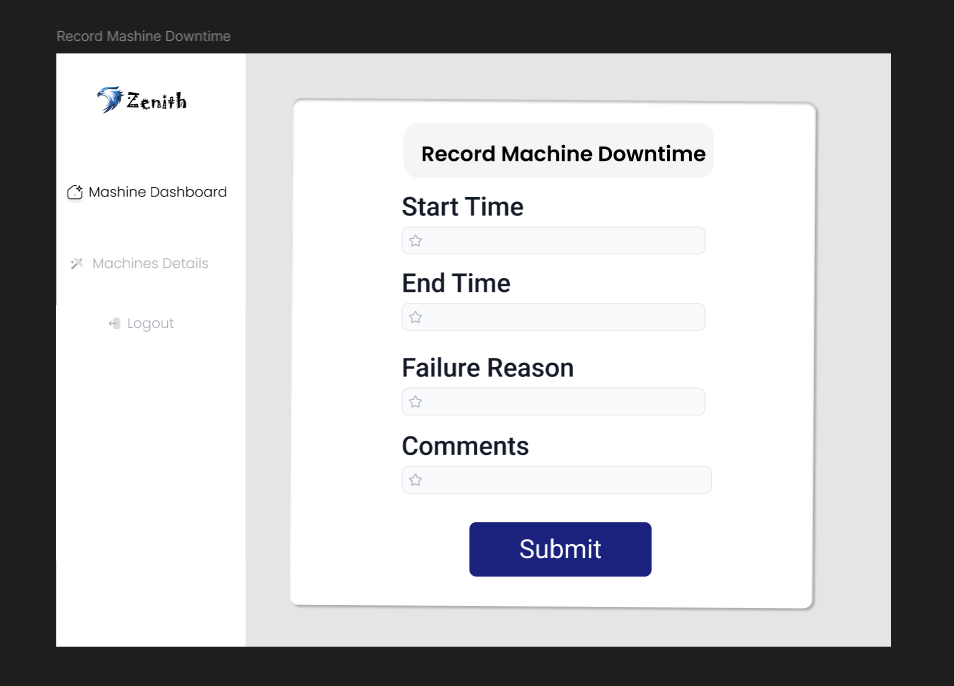 Record Mashine Downtime
Zenith
Mashine Dashboard
Machines Details
Logout
Record Machine Downtime
Start Time
End Time
Failure Reason
Comments
Submit